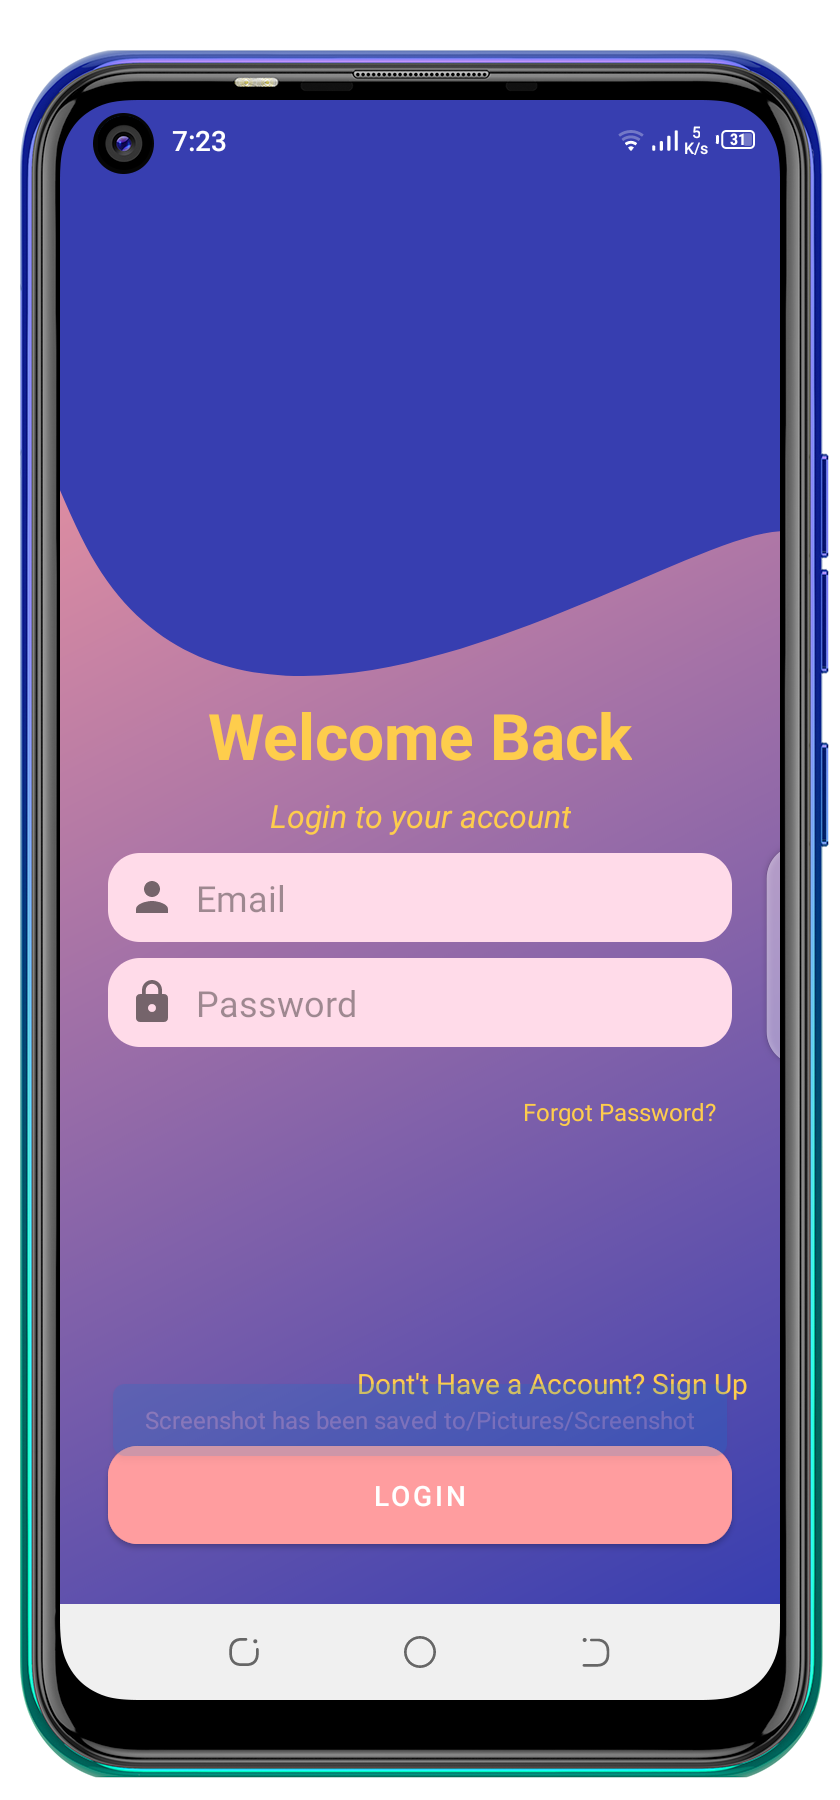 7:23
5
K/s
31
Welcome Back
Login to your account
Email
Password
Forgot Password?
Dont't Have a Account? Sign Up
Screenshot has been saved to/Pictures/Screenshot
LOGIN